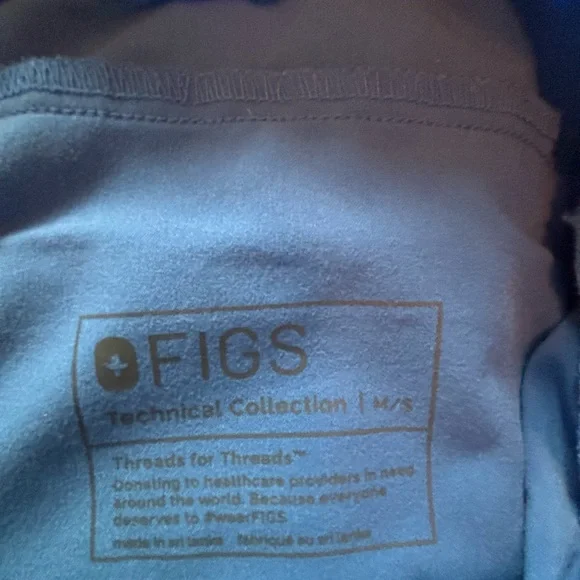 FIGS
Technical Collection | M/S
Threads for Threads™
Donating to healthcare providers in need
around the world. Because everyone
deserves to #wearFIGS
made in sri lanka fabriqué au sri lanka